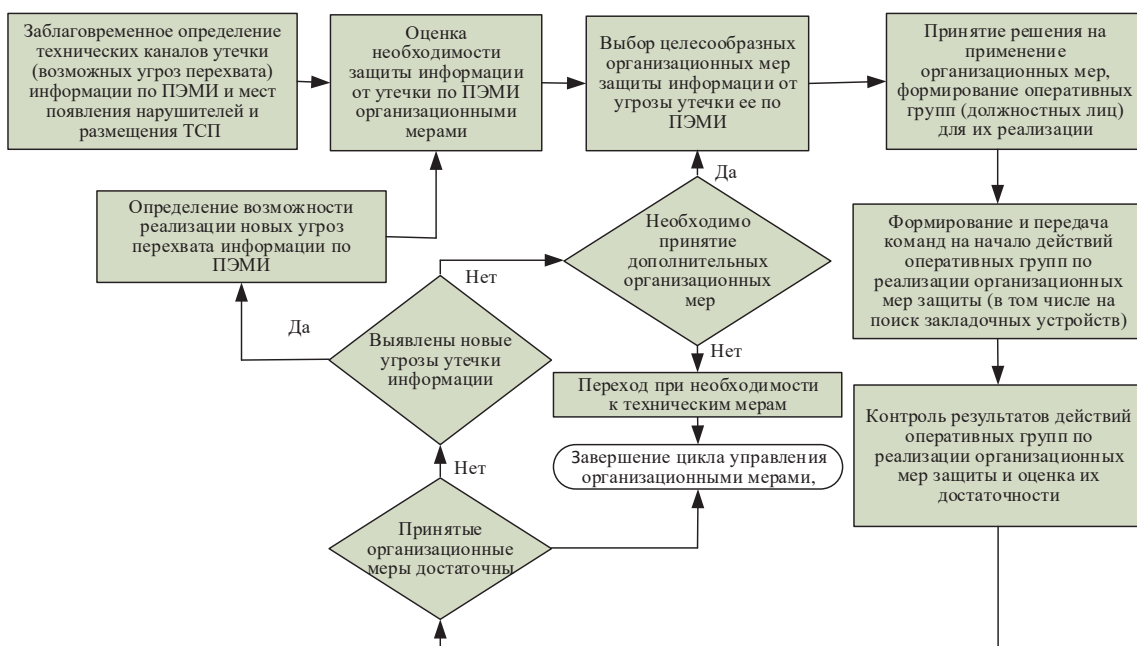 Заблаговременное определение
технических каналов утечки
(возможных угроз перехвата)
информации по ПЭМИ и мест
появления нарушителей и
размещения ТСП
Оценка
необходимости
защиты информации
от утечки по ПЭМИ
организационными
мерами
Выбор целесообразных
организационных мер
защиты информации от
угрозы утечки ее по
ПЭМИ
Принятие решения на
применение
организационных мер,
формирование оперативных
групп (должностных лиц)
для их реализации
Да
Определение возможности
реализации новых угроз
перехвата информации по
ПЭМИ
Необходимо
принятие
дополнительных
организационных
мер
Формирование и передача
команд на начало действий
оперативных групп по
реализации организационных
мер защиты (в том числе на
поиск закладочных устройств)
Нет
Да
Выявлены новые
угрозы утечки
информации
Нет
Переход при необходимости
к техническим мерам
Контроль результатов действий
оперативных групп по
реализации организационных
мер защиты и оценка их
достаточности
Нет
Завершение цикла управления
организационными мерами,
Принятые
организационные
меры достаточны